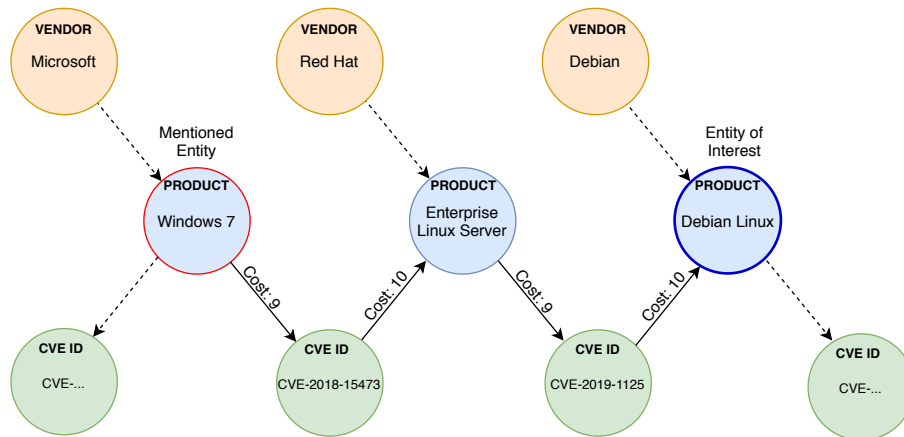 VENDOR
Microsoft
VENDOR
Red Hat
VENDOR
Debian
Mentioned
Entity
Entity of
Interest
PRODUCT
Windows 7
PRODUCT
Enterprise
Linux Server
PRODUCT
Debian Linux
Cost: 9
Cost: 10
Cost: 9
Cost: 10
CVE ID
CVE-...
CVE ID
CVE-2018-15473
CVE ID
CVE-2019-1125
CVE ID
CVE-...